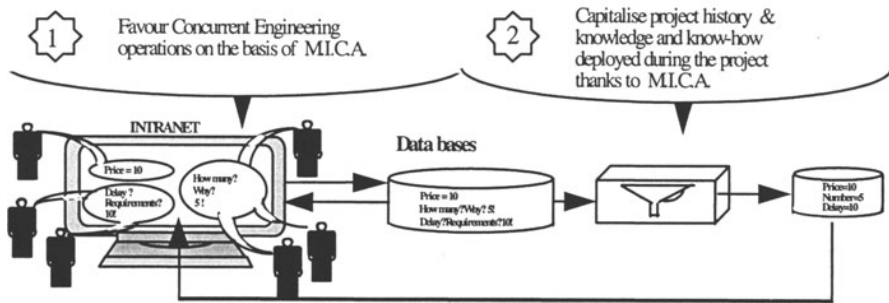 1
Favour Concurrent Engineering
operations on the basis of M.I.C.A.
2
Capitalise project history &
knowledge and know-how
deployed during the project
thanks to M.I.C.A.
INTRANET
Price = 10
Delay ?
Requirements?
10!
How many?
Why?
5 !
Data bases
Price = 10
How many?Why? 5!
Delay?Requirements?10!
Price=10
Number=5
Delay=10